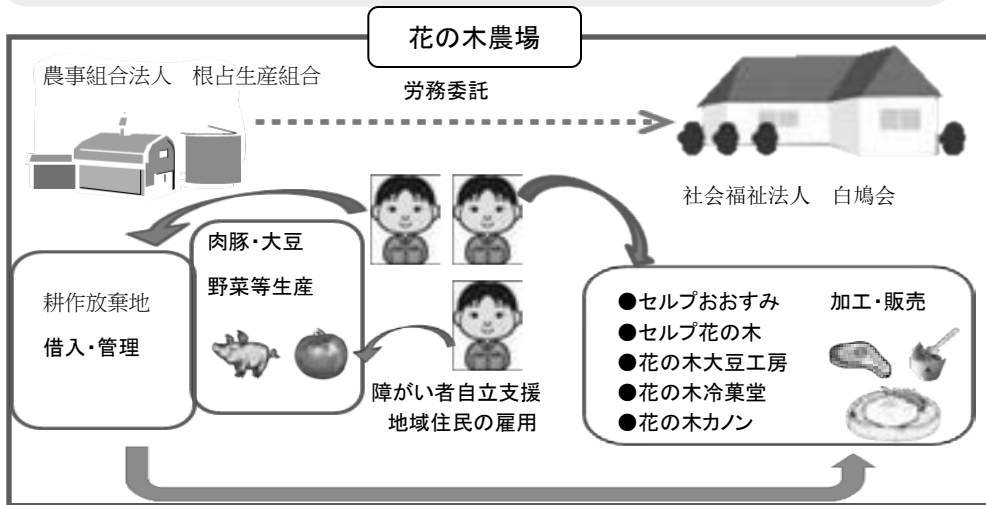 花の木農場
農事組合法人　根占生産組合
労務委託
社会福祉法人　白鳩会
肉豚・大豆
野菜等生産
耕作放棄地
借入・管理
障がい者自立支援
地域住民の雇用
●セルプおおすみ
●セルプ花の木
●花の木大豆工房
●花の木冷菓堂
●花の木カノン
加工・販売